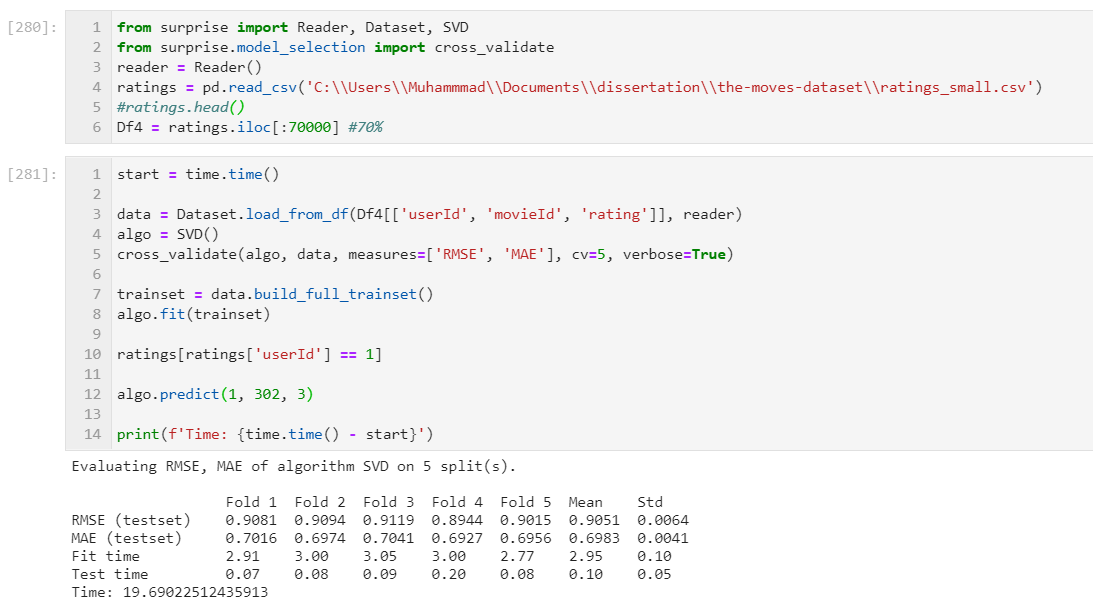 [280]:
1 from surprise import Reader, Dataset, SVD
2 from surprise.model_selection import cross_validate
3 reader = Reader()
4 ratings = pd.read_csv('C:\\Users\\Muhammmad\\Documents\\dissertation\\the-moves-dataset\\ratings_small.csv')
5 #ratings.head()
6 Df4 = ratings.iloc[:70000] #70%
[281]:
1 start = time.time()
2
3 data = Dataset.load_from_df(Df4[['userId', 'movieId', 'rating']], reader)
4 algo = SVD()
5 cross_validate(algo, data, measures=['RMSE', 'MAE'], cv=5, verbose=True)
6
7 trainset = data.build_full_trainset()
8 algo.fit(trainset)
9
10 ratings[ratings['userId'] == 1]
11
12 algo.predict(1, 302, 3)
13
14 print(f'Time: {time.time() - start}')
Evaluating RMSE, MAE of algorithm SVD on 5 split(s).
Fold 1 Fold 2 Fold 3 Fold 4 Fold 5 Mean Std
RMSE (testset) 0.9081 0.9094 0.9119 0.8944 0.9015 0.9051 0.0064
MAE (testset) 0.7016 0.6974 0.7041 0.6927 0.6956 0.6983 0.0041
Fit time 2.91 3.00 3.05 3.00 2.77 2.95 0.10
Test time 0.07 0.08 0.09 0.20 0.08 0.10 0.05
Time: 19.69022512435913